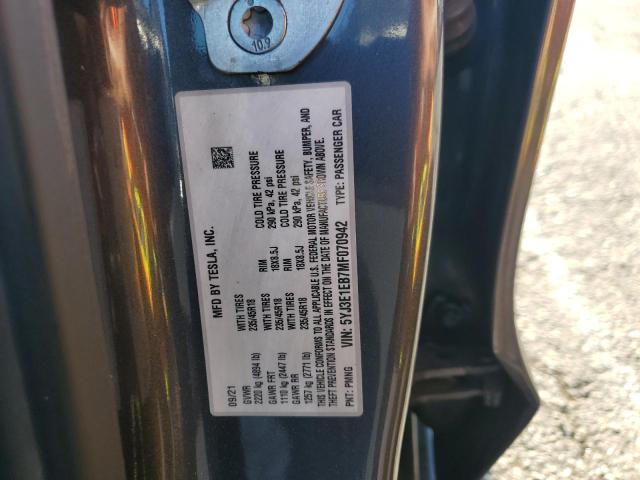 10.9
MFD BY TESLA, INC.
09/21
GVWR WITH TIRES RIM COLD TIRE PRESSURE
2220 kg (4894 lb) 235/45R18 18X8.5J 290 kPa, 42 psi
GAWR FRT WITH TIRES RIM COLD TIRE PRESSURE
1110 kg (2447 lb) 235/45R18 18X8.5J 290 kPa, 42 psi
GAWR RR WITH TIRES RIM COLD TIRE PRESSURE
1257 kg (2771 lb) 235/45R18 18X8.5J 290 kPa, 42 psi
THIS VEHICLE CONFORMS TO ALL APPLICABLE U.S. FEDERAL MOTOR VEHICLE SAFETY, BUMPER, AND
THEFT PREVENTION STANDARDS IN EFFECT ON THE DATE OF MANUFACTURE SHOWN ABOVE.
VIN: 5YJ3E1EB7MF070942
PNT: PMNG TYPE: PASSENGER CAR